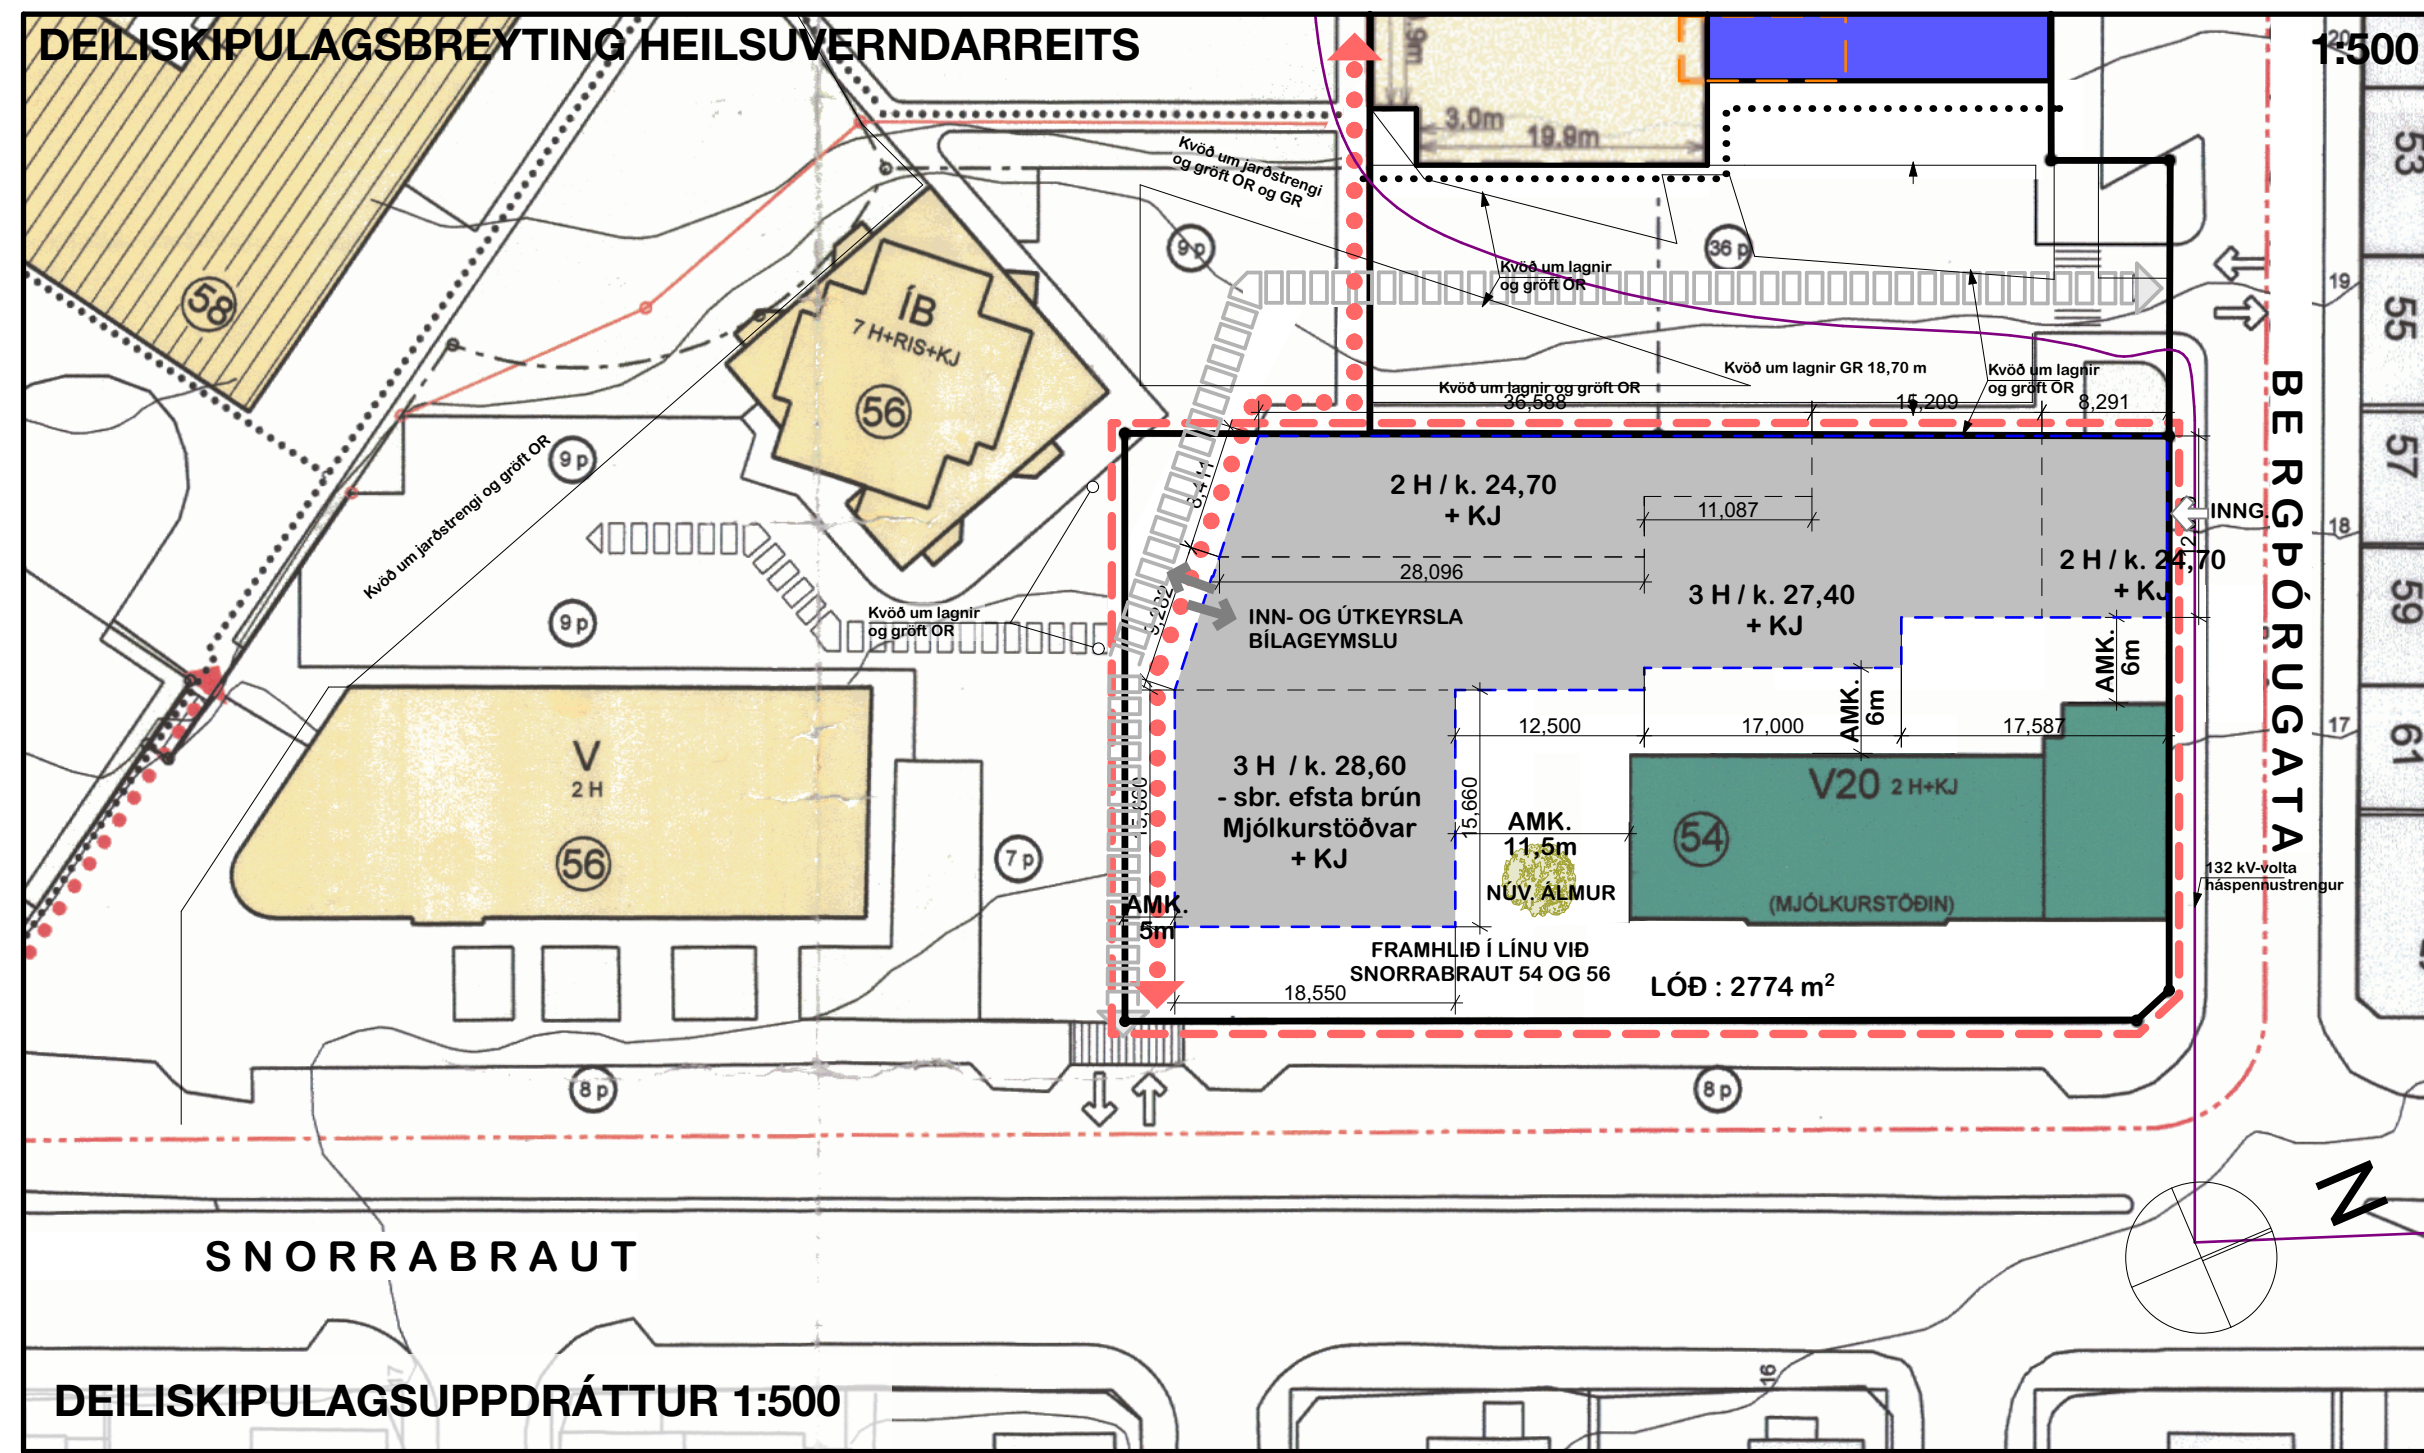 DEILISKIPULAGSBREYTING HEILSUVERNDARREITS
1:500
20
3.0m
19.9m
53
Kvöð um jarðstrengi
og gröft OR og GR
9 p
36 p
58
ÍB
7 H+RIS+KJ
56
Kvöð um lagnir
og gröft OR
19
55
Kvöð um lagnir GR 18,70 m
Kvöð um lagnir
og gröft OR
Kvöð um lagnir og gröft OR
36,588
15,209
8,291
BERGÞÓRUGATA
9 p
Kvöð um jarðstrengi og gröft OR
57
2 H / k. 24,70
+ KJ
11,087
INNG.
18
28,096
2 H / k. 24,70
+ KJ
3 H / k. 27,40
+ KJ
59
9 p
Kvöð um lagnir
og gröft OR
INN- OG ÚTKEYRSLA
BÍLAGEYMSLU
AMK.
6m
AMK.
6m
12,500
17,000
17,587
17
61
V
2 H
56
7 p
3 H / k. 28,60
- sbr. efsta brún
Mjólkurstöðvar
+ KJ
15,660
15,660
AMK.
11,5m
NÚV. ÁLMUR
V20 2 H+KJ
54
(MJÓLKURSTÖÐIN)
132 kV-volta
háspennustrengur
AMK.
5m
FRAMHLIÐ Í LÍNU VIÐ
SNORRABRAUT 54 OG 56
18,550
LÓÐ : 2774 m²
8 p
8 p
N
SNORRABRAUT
17
16
DEILISKIPULAGSUPPDRÁTTUR 1:500